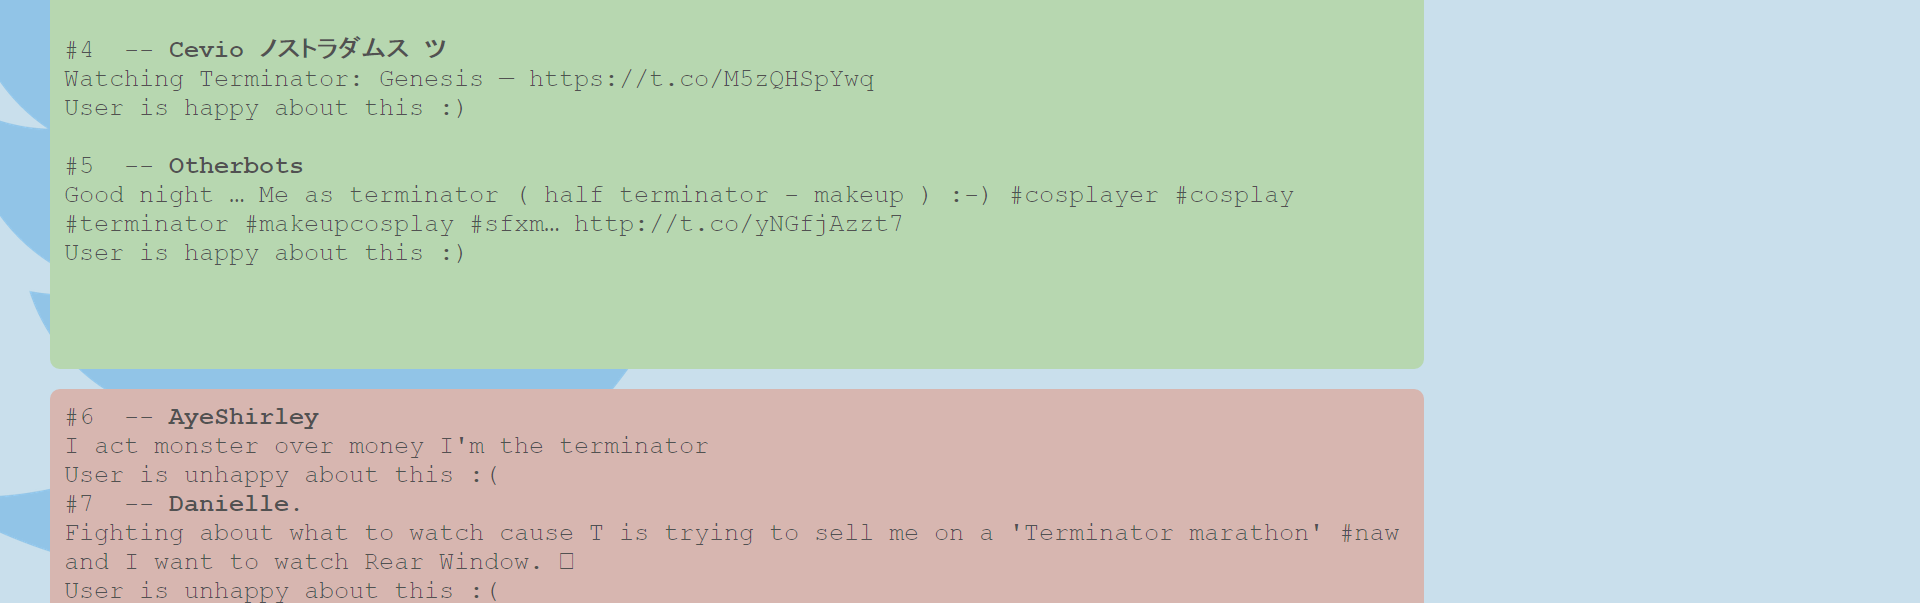 #4  -- Cevio ノストラダムス ツ
Watching Terminator: Genesis — https://t.co/M5zQHSpYwq
User is happy about this :)
#5  -- Otherbots
Good night … Me as terminator ( half terminator - makeup ) :-) #cosplayer #cosplay
#terminator #makeupcosplay #sfxm… http://t.co/yNGfjAzzt7
User is happy about this :)
#6  -- AyeShirley
I act monster over money I'm the terminator
User is unhappy about this :(
#7  -- Danielle.
Fighting about what to watch cause T is trying to sell me on a 'Terminator marathon' #naw
and I want to watch Rear Window. □
User is unhappy about this :(